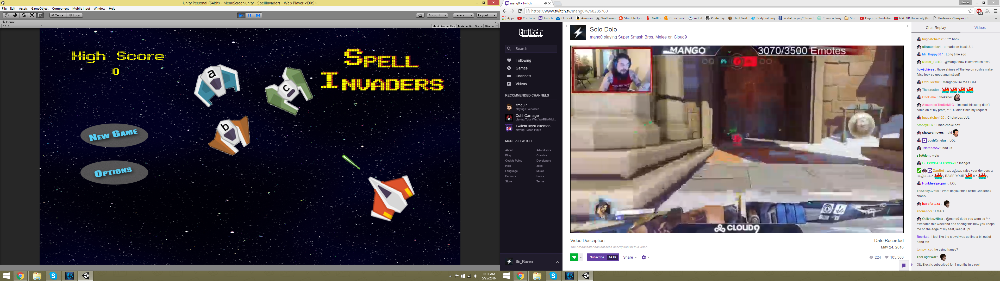 Unity Personal (64bit) - MenuScreen.unity - SpellInvaders - Web Player <DX9>
File Edit Assets GameObject Component Mobile Input Window Help
Center Local Account Layers Layout
Game
16:9 Maximize on Play Mute audio Stats Gizmos
High Score
0
Spell
Invaders
a
c
b
New Game
Options
11:11 AM
5/25/2016
mang0 - Twitch
James
https://www.twitch.tv/mang0/v/68285760
Apps YouTube Twitch Outlook Amazon Wallhaven StumbleUpon Netflix Crunchyroll reddit Pirate Bay ThinkGeek Bodybuilding Portal Log-in/Citizen Chesscademy Stuff Digibro - YouTube NYC VR University (N Professor Zhanyang Z
twitch
Search
Following
Games
Channels
Videos
RECOMMENDED CHANNELS
itmeJP
playing Overwatch
CohhCarnage
playing Total War: WARHAMM...
TwitchPlaysPokemon
playing Twitch Plays
MORE AT TWITCH
About Advertisers
Blog Creative
Cookie Policy Developers
Help Jobs
Language Music
Partners Press
Store Terms
Sir_Raven
Solo Dolo
mang0 playing Super Smash Bros. Melee on Cloud9
MANGO 3070/3500 Emotes
0%
CLOUD9
Video Description Date Recorded
The broadcaster has not set a description for this video May 24, 2016
Subscribe $4.99 Share 224 105,360
Chat Replay Videos
bugcatcher123 : *** hbox
ultracombo1 : armada on blast LUL
Mr_Happy007 : Long time ago
Nutter_BuTR : @Mang0 how is overwatch btw?
how2chives : those shines off the top on yoshis make
falco look so good against puff
OttoElectric : Mango you're the GOAT
Thesacster :
ChoCake : chokebox
AlexanderTheUnMLG : I'm mad this song didn't
come on at my prom, *** DJ didn't take my request
bugcatcher123 : Choke box LUL
StoneyHD7 : Lmao choke box
showyamoves : rekt
JoshOrnelas : LOL
Tristan2552 : bad ult
s1g0den : welp
GETxxxBAKEDxxx420 : !banger
XanBot : raise your dongers
RAISE YOUR s
Hunkheelpropain : LOL
TheAndy32300 : What do you think of the Chokebox
chant?
bassfortexx :
shonenboi : LMAO
ObliviouzNinja : @mang0 dude you were so ***
awesome this weekend and seeing this new you keeps
me on the edge of my seat, keep it up!
Beerkat : i feel like the crowd was getting a bit out of
hand tbh
tompy_xp : he using hanso?
TheFogofWar :
OttoElectric subscribed for 4 months in a row!